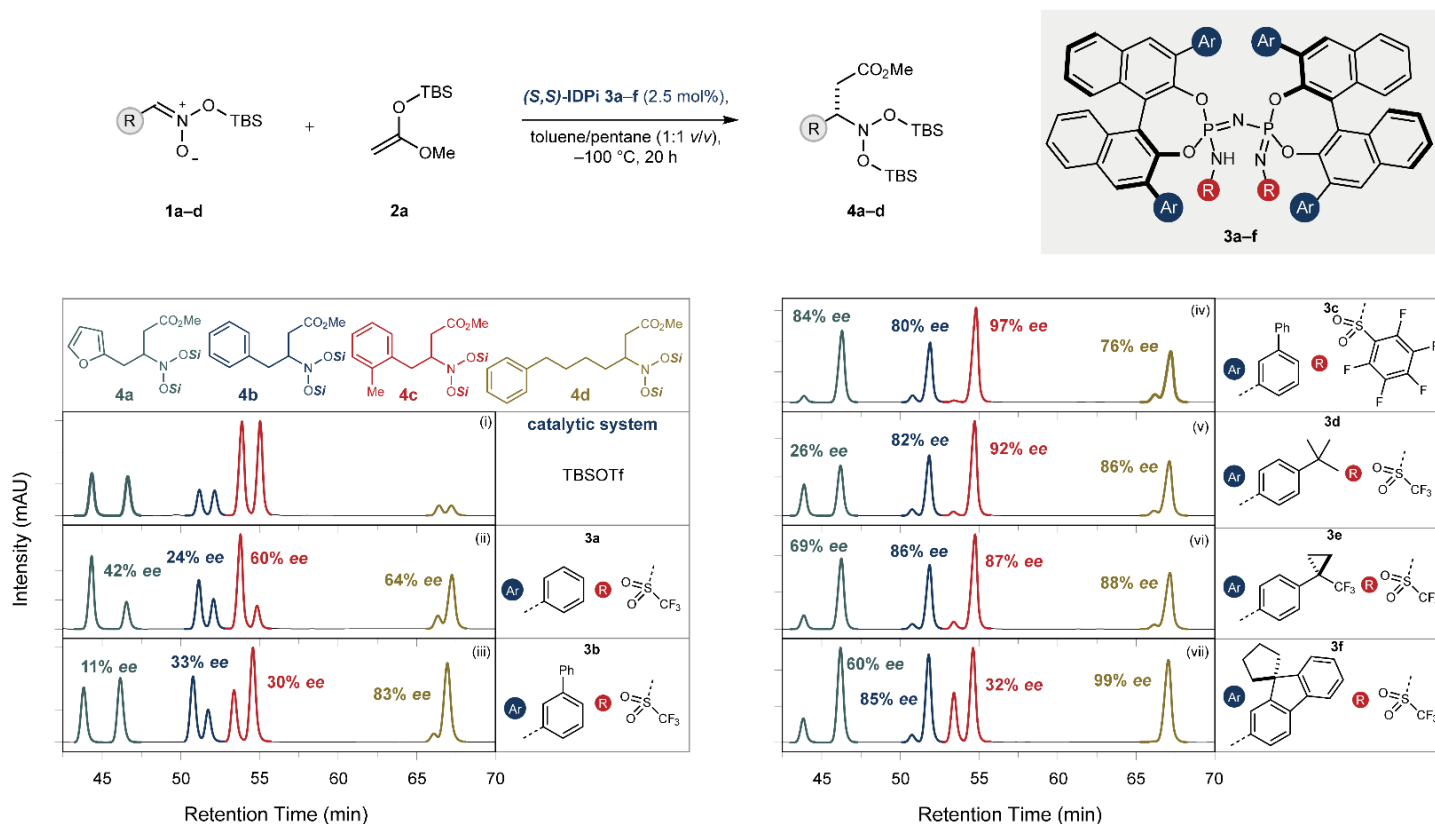 R
N
+
O
O
−
TBS
1a–d
+
TBS
O
OMe
2a
(S,S)-IDPi 3a–f (2.5 mol%),
toluene/pentane (1:1 v/v),
–100 °C, 20 h
CO₂Me
R
N
O
TBS
O
TBS
4a–d
Ar
Ar
O
O
P
N
P
O
O
NH
N
R
R
Ar
Ar
3a–f
O
CO₂Me
N
OSi
OSi
4a
CO₂Me
N
OSi
OSi
4b
CO₂Me
N
OSi
OSi
Me
4c
CO₂Me
N
OSi
OSi
4d
(i)
catalytic system
TBSOTf
(ii)
42% ee
24% ee
60% ee
64% ee
3a
Ar
R
O
S
O
CF₃
(iii)
11% ee
33% ee
30% ee
83% ee
3b
Ph
Ar
R
O
S
O
CF₃
Intensity (mAU)
45
50
55
60
65
70
Retention Time (min)
(iv)
84% ee
80% ee
97% ee
76% ee
3c
Ph
Ar
R
O
S
O
F
F
F
F
F
(v)
26% ee
82% ee
92% ee
86% ee
3d
Ar
R
O
S
O
CF₃
(vi)
69% ee
86% ee
87% ee
88% ee
3e
Ar
CF₃
R
O
S
O
CF₃
(vii)
60% ee
85% ee
32% ee
99% ee
3f
Ar
R
O
S
O
CF₃
45
50
55
60
65
70
Retention Time (min)